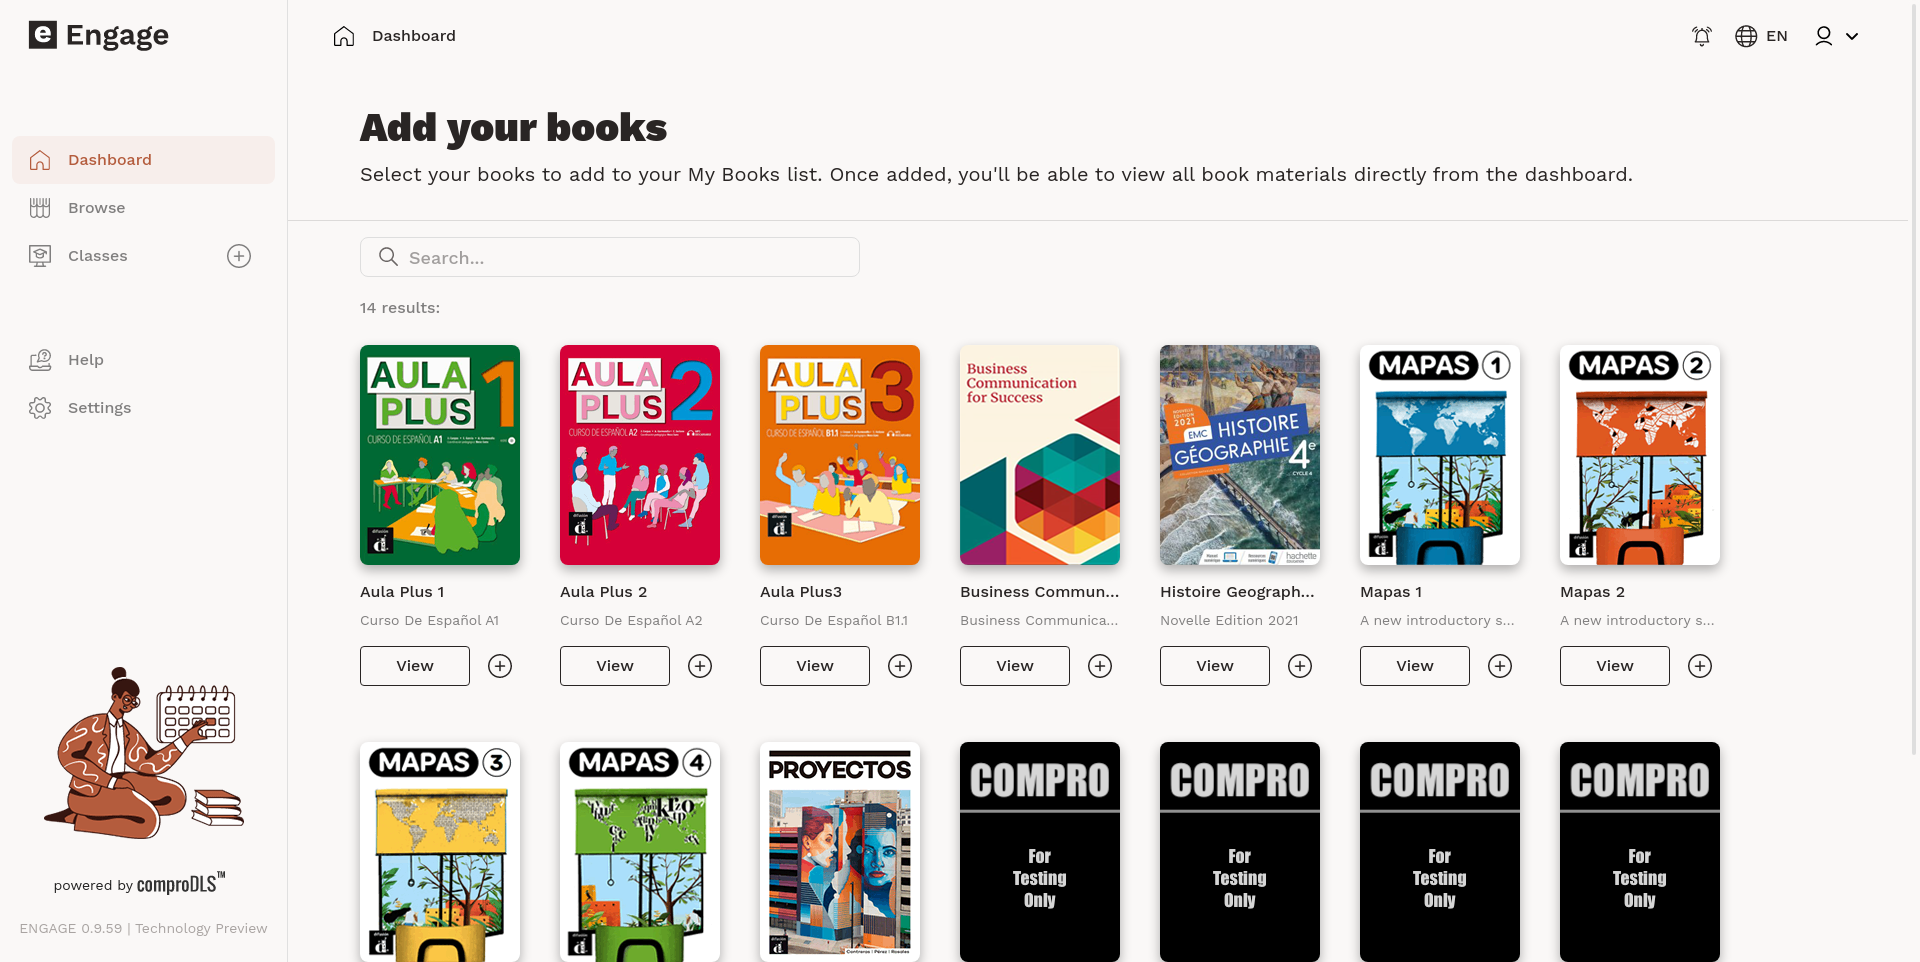 e Engage
Dashboard
EN
Dashboard
Browse
Classes
Help
Settings
powered by comproDLS™
ENGAGE 0.9.59 | Technology Preview
Add your books
Select your books to add to your My Books list. Once added, you'll be able to view all book materials directly from the dashboard.
Search...
14 results:
AULA PLUS 1
CURSO DE ESPAÑOL A1
AULA PLUS 2
CURSO DE ESPAÑOL A2
AULA PLUS 3
CURSO DE ESPAÑOL B1.1
Business
Communication
for Success
NOUVELLE
EDITION
2021
EMC
HISTOIRE
GÉOGRAPHIE
4e
CYCLE 4
hachette
MAPAS 1
MAPAS 2
Aula Plus 1
Curso De Español A1
View
Aula Plus 2
Curso De Español A2
View
Aula Plus3
Curso De Español B1.1
View
Business Commun...
Business Communica...
View
Histoire Geograph...
Novelle Edition 2021
View
Mapas 1
A new introductory s...
View
Mapas 2
A new introductory s...
View
MAPAS 3
MAPAS 4
PROYECTOS
Contreras | Pérez | Rosales
COMPRO
For
Testing
Only
COMPRO
For
Testing
Only
COMPRO
For
Testing
Only
COMPRO
For
Testing
Only